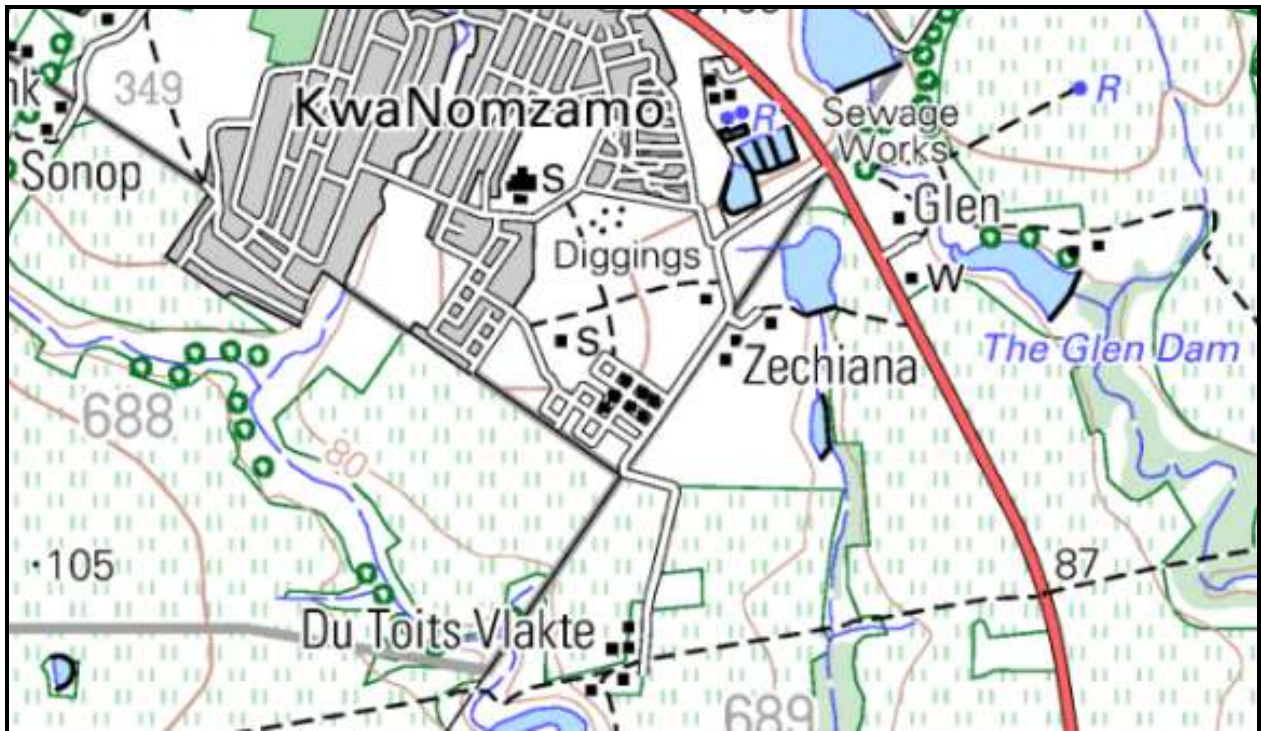 349
KwaNomzamo
R
Sewage
Works
R
nk
Sonop
S
Glen
Diggings
W
S
The Glen Dam
Zechiana
688
80
105
87
Du Toits Vlakte
689